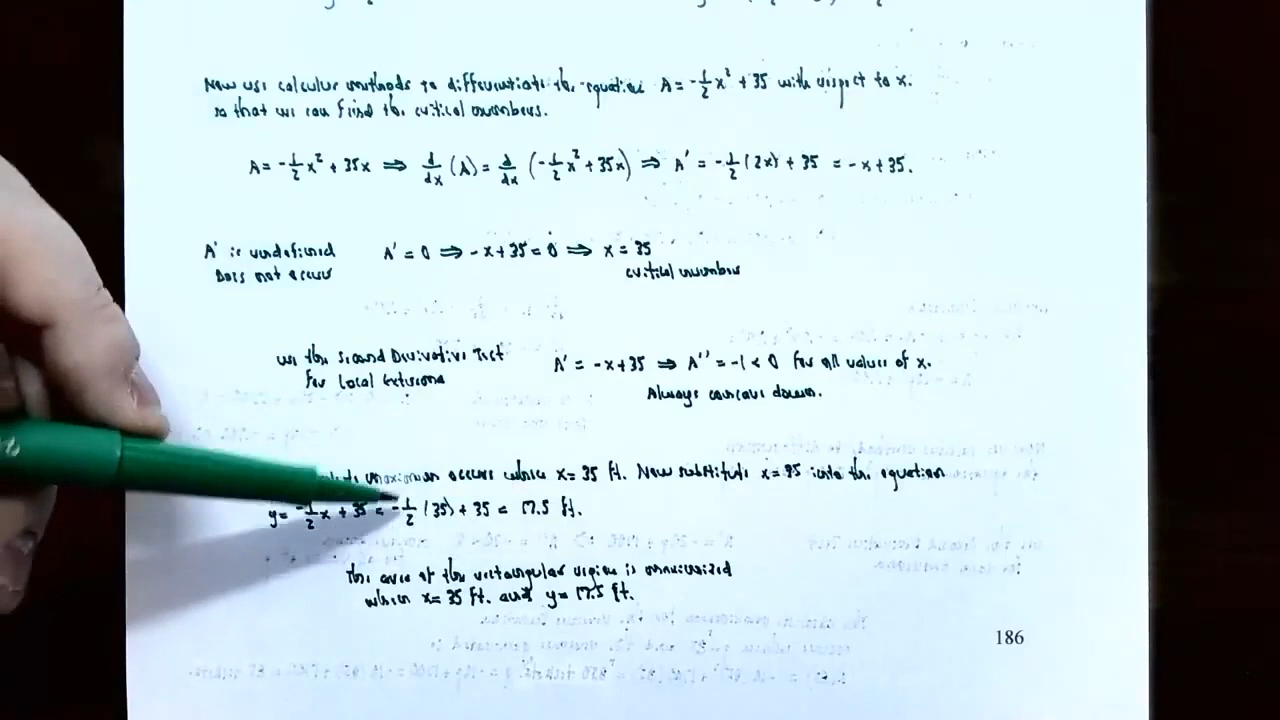 Now use calculus methods to differentiate the equation A = -1/2 x² + 35 with respect to x.
so that we can find the critical numbers.
A = -1/2 x² + 35x ⇒ d/dx (A) = d/dx (-1/2 x² + 35x) ⇒ A' = -1/2 (2x) + 35 = -x + 35.
A' is undefined A' = 0 ⇒ -x + 35 = 0 ⇒ x = 35
Does not occur critical number
Use the Second Derivative Test A' = -x + 35 ⇒ A'' = -1 < 0 for all values of x.
For Local Extrema Always concave down.
maximum occurs when x = 35 ft. Now substitute x = 35 into the equation
y = -1/2 x + 35 = -1/2 (35) + 35 = 17.5 ft.
The area of the rectangular region is maximized
when x = 35 ft. and y = 17.5 ft.
186